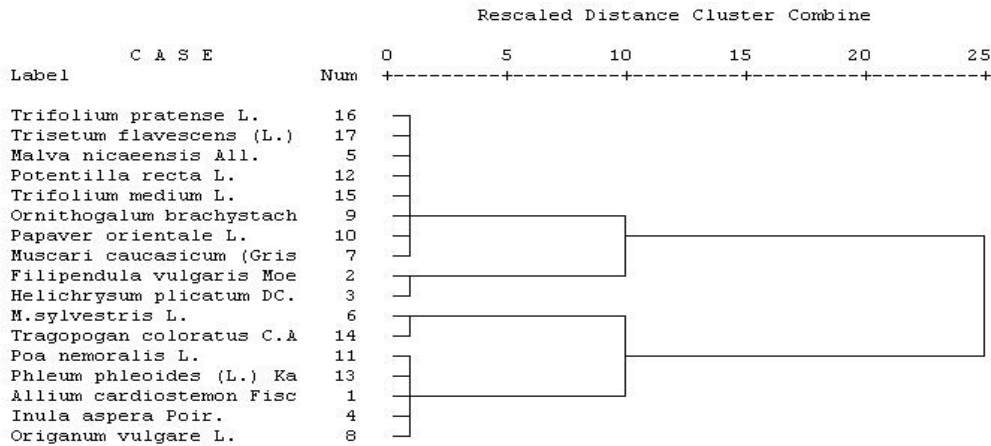 Rescaled Distance Cluster Combine
C A S E 0 5 10 15 20 25
Label Num +---------+---------+---------+---------+---------+
Trifolium pratense L. 16
Trisetum flavescens (L.) 17
Malva nicaeensis All. 5
Potentilla recta L. 12
Trifolium medium L. 15
Ornithogalum brachystach 9
Papaver orientale L. 10
Muscari caucasicum (Gris 7
Filipendula vulgaris Moe 2
Helichrysum plicatum DC. 3
M.sylvestris L. 6
Tragopogan coloratus C.A 14
Poa nemoralis L. 11
Phleum phleoides (L.) Ka 13
Allium cardiostemon Fisc 1
Inula aspera Poir. 4
Origanum vulgare L. 8